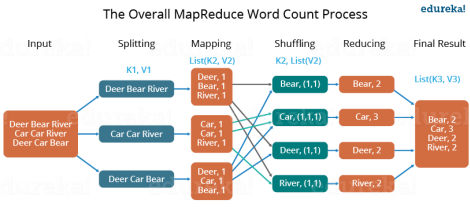 The Overall MapReduce Word Count Process
edureka!
Input
Splitting
Mapping
Shuffling
Reducing
Final Result
K1, V1
List(K2, V2)
K2, List(V2)
List(K3, V3)
Deer Bear River
Car Car River
Deer Car Bear
Deer Bear River
Car Car River
Deer Car Bear
Deer, 1
Bear, 1
River, 1
Car, 1
Car, 1
River, 1
Deer, 1
Car, 1
Bear, 1
Bear, (1,1)
Car, (1,1,1)
Deer, (1,1)
River, (1,1)
Bear, 2
Car, 3
Deer, 2
River, 2
Bear, 2
Car, 3
Deer, 2
River, 2